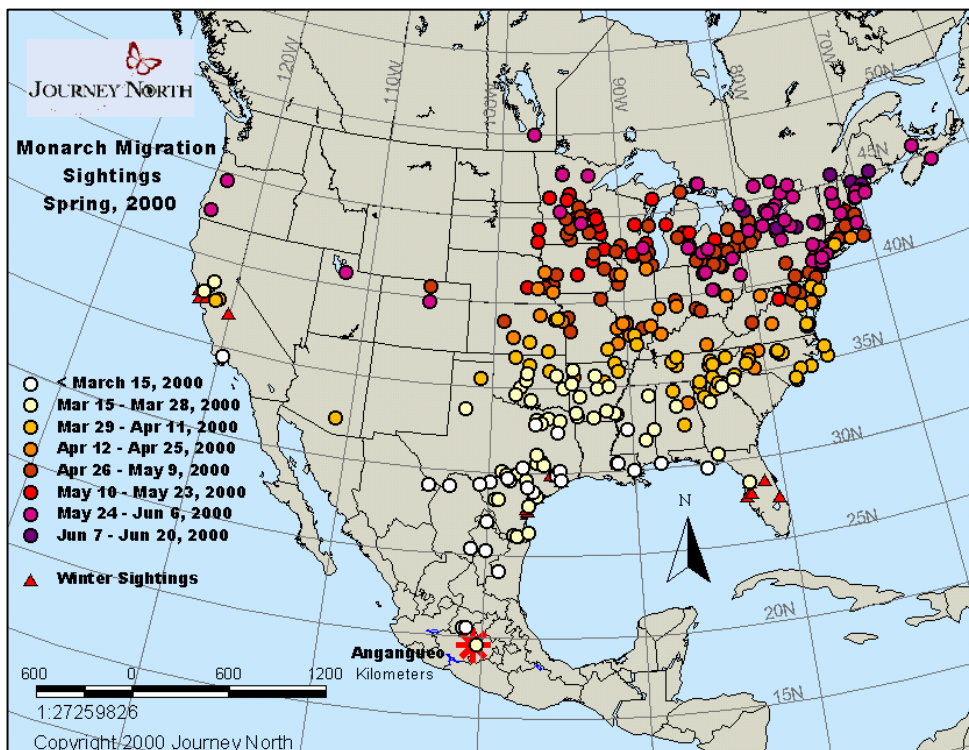 JOURNEY NORTH
Monarch Migration
Sightings
Spring, 2000
< March 15, 2000
Mar 15 - Mar 28, 2000
Mar 29 - Apr 11, 2000
Apr 12 - Apr 25, 2000
Apr 26 - May 9, 2000
May 10 - May 23, 2000
May 24 - Jun 6, 2000
Jun 7 - Jun 20, 2000
Winter Sightings
120W
110W
100W
90W
80W
70W
50N
45N
40N
35N
30N
25N
20N
15N
N
Angangueo
Kilometers
600 0 600 1200
1:27259826
Copyright 2000 Journey North